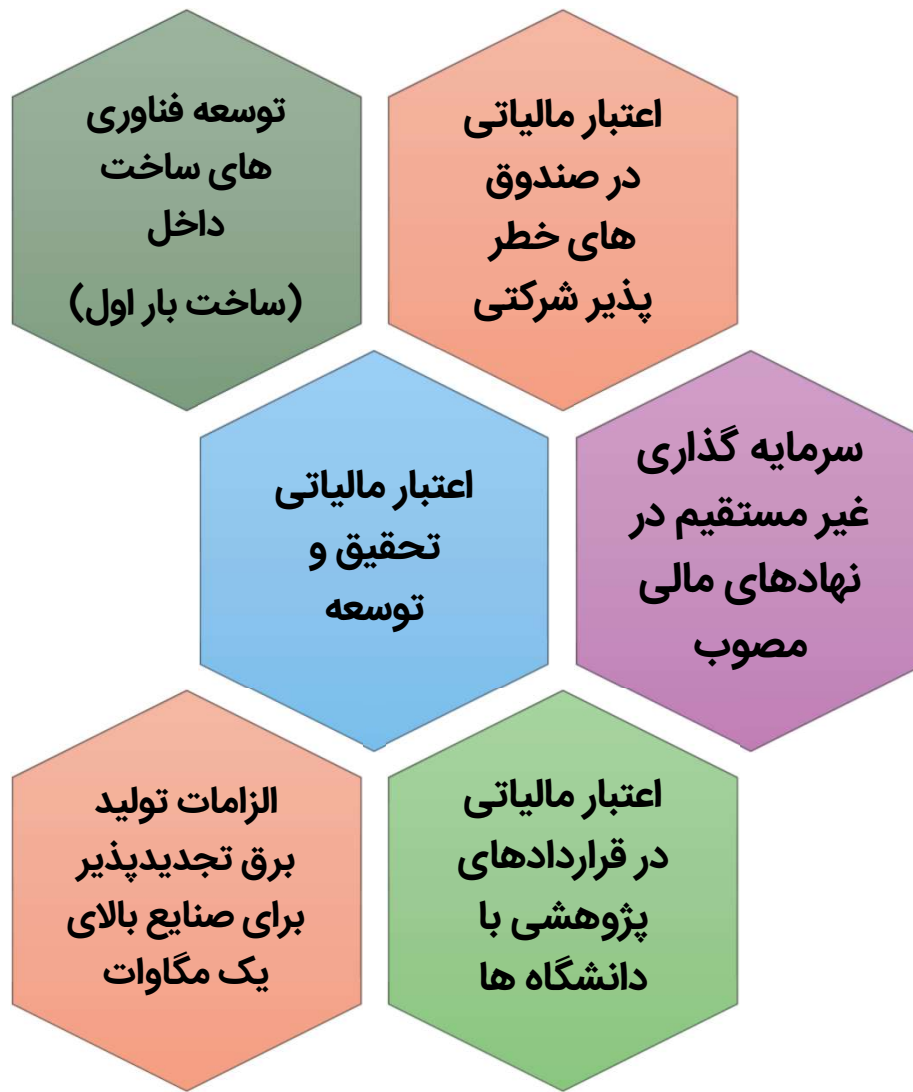 اعتبار مالیاتی
در صندوق
های خطر
پذیر شرکتی
توسعه فناوری
های ساخت
داخل
(ساخت بار اول)
سرمایه گذاری
غیر مستقیم در
نهادهای مالی
مصوب
اعتبار مالیاتی
تحقیق و
توسعه
اعتبار مالیاتی
در قراردادهای
پژوهشی با
دانشگاه ها
الزامات تولید
برق تجدیدپذیر
برای صنایع بالای
یک مگاوات